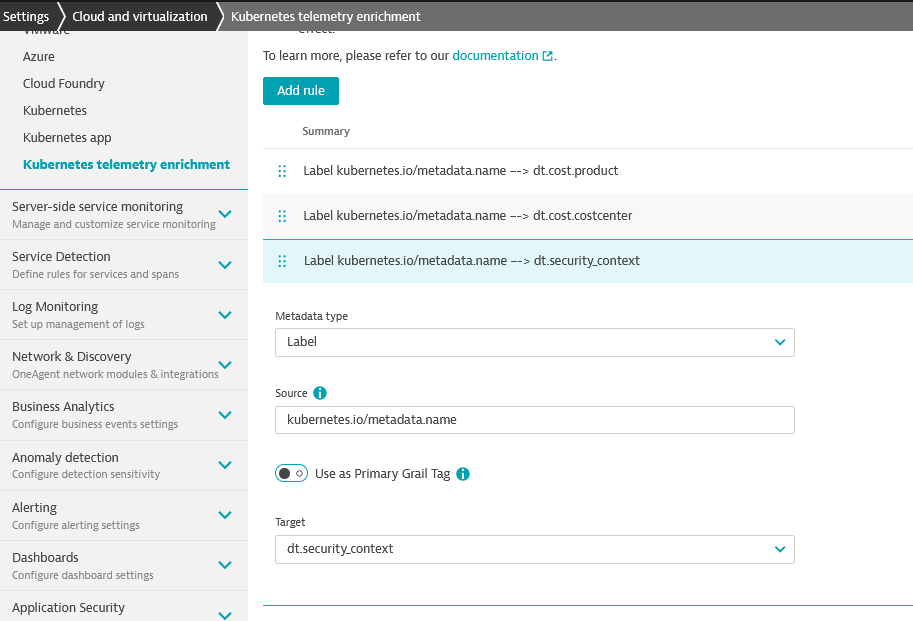 Settings
Cloud and virtualization
Kubernetes telemetry enrichment
VMware
Azure
Cloud Foundry
Kubernetes
Kubernetes app
Kubernetes telemetry enrichment
Server-side service monitoring
Manage and customize service monitoring
Service Detection
Define rules for services and spans
Log Monitoring
Set up management of logs
Network & Discovery
OneAgent network modules & integrations
Business Analytics
Configure business events settings
Anomaly detection
Configure detection sensitivity
Alerting
Configure alerting settings
Dashboards
Configure dashboard settings
Application Security
effect.
To learn more, please refer to our documentation.
Add rule
Summary
Label kubernetes.io/metadata.name --> dt.cost.product
Label kubernetes.io/metadata.name --> dt.cost.costcenter
Label kubernetes.io/metadata.name --> dt.security_context
Metadata type
Label
Source
kubernetes.io/metadata.name
Use as Primary Grail Tag
Target
dt.security_context